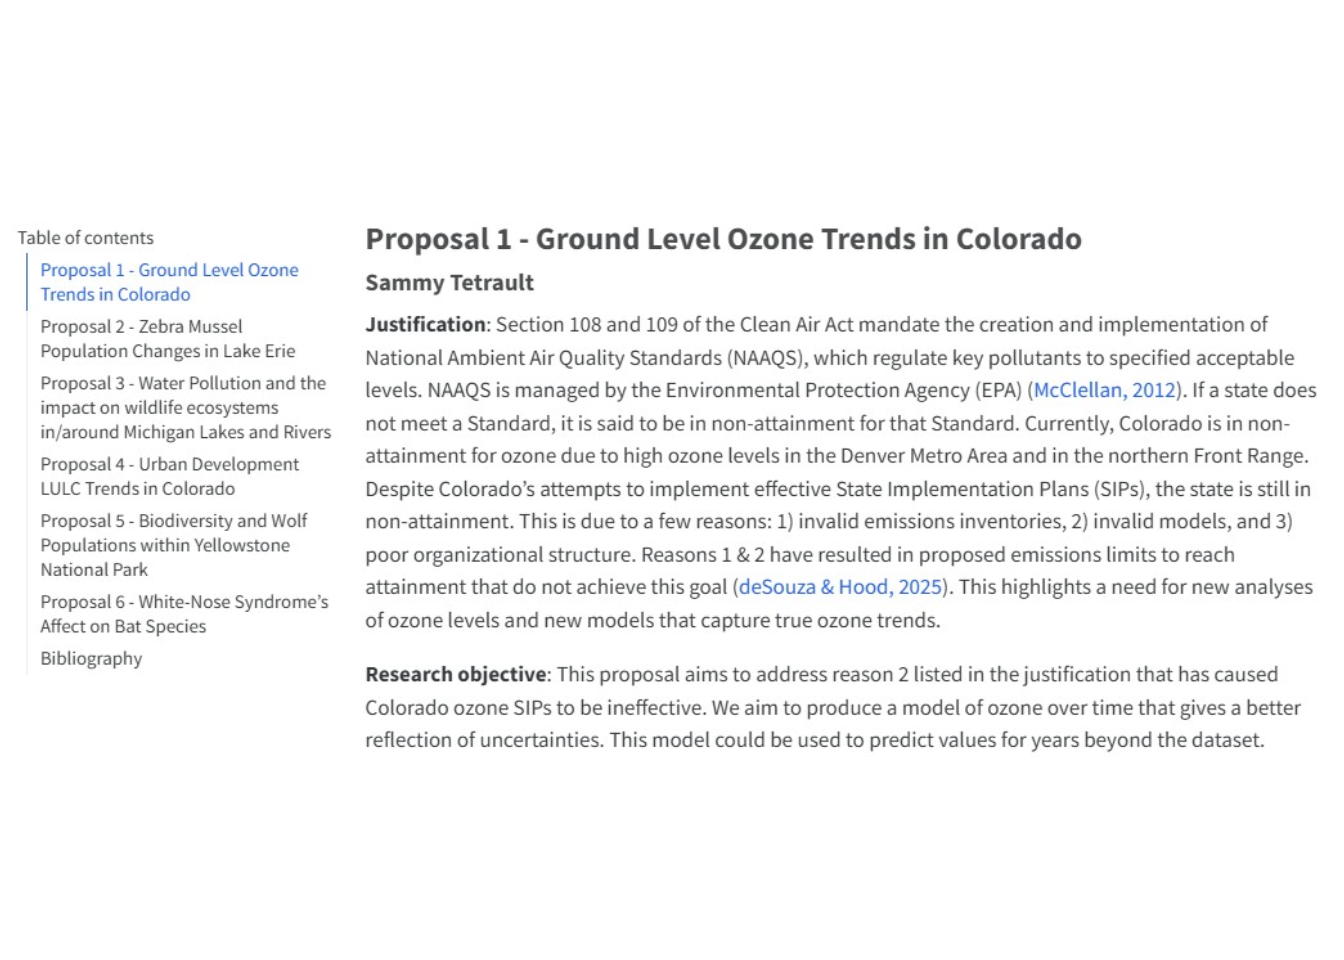 Table of contents
Proposal 1 - Ground Level Ozone
Trends in Colorado
Proposal 2 - Zebra Mussel
Population Changes in Lake Erie
Proposal 3 - Water Pollution and the
impact on wildlife ecosystems
in/around Michigan Lakes and Rivers
Proposal 4 - Urban Development
LULC Trends in Colorado
Proposal 5 - Biodiversity and Wolf
Populations within Yellowstone
National Park
Proposal 6 - White-Nose Syndrome’s
Affect on Bat Species
Bibliography
Proposal 1 - Ground Level Ozone Trends in Colorado
Sammy Tetrault
Justification: Section 108 and 109 of the Clean Air Act mandate the creation and implementation of
National Ambient Air Quality Standards (NAAQS), which regulate key pollutants to specified acceptable
levels. NAAQS is managed by the Environmental Protection Agency (EPA) (McClellan, 2012). If a state does
not meet a Standard, it is said to be in non-attainment for that Standard. Currently, Colorado is in non-
attainment for ozone due to high ozone levels in the Denver Metro Area and in the northern Front Range.
Despite Colorado’s attempts to implement effective State Implementation Plans (SIPs), the state is still in
non-attainment. This is due to a few reasons: 1) invalid emissions inventories, 2) invalid models, and 3)
poor organizational structure. Reasons 1 & 2 have resulted in proposed emissions limits to reach
attainment that do not achieve this goal (deSouza & Hood, 2025). This highlights a need for new analyses
of ozone levels and new models that capture true ozone trends.
Research objective: This proposal aims to address reason 2 listed in the justification that has caused
Colorado ozone SIPs to be ineffective. We aim to produce a model of ozone over time that gives a better
reflection of uncertainties. This model could be used to predict values for years beyond the dataset.